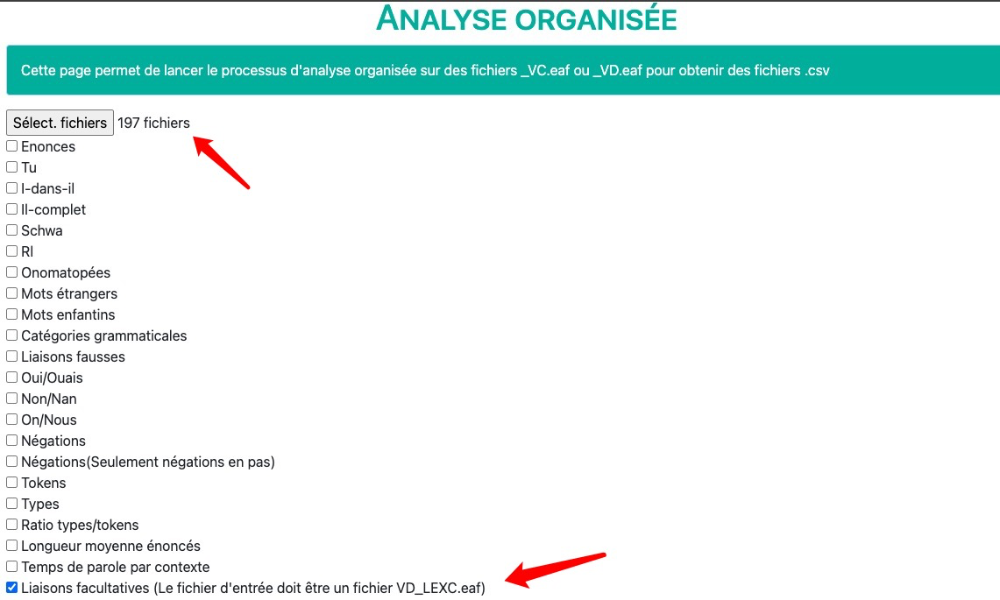 ANALYSE ORGANISÉE
Cette page permet de lancer le processus d'analyse organisée sur des fichiers _VC.eaf ou _VD.eaf pour obtenir des fichiers .csv
Sélect. fichiers 197 fichiers
Enonces
Tu
I-dans-il
Il-complet
Schwa
Rl
Onomatopées
Mots étrangers
Mots enfantins
Catégories grammaticales
Liaisons fausses
Oui/Ouais
Non/Nan
On/Nous
Négations
Négations(Seulement négations en pas)
Tokens
Types
Ratio types/tokens
Longueur moyenne énoncés
Temps de parole par contexte
Liaisons facultatives (Le fichier d'entrée doit être un fichier VD_LEXC.eaf)